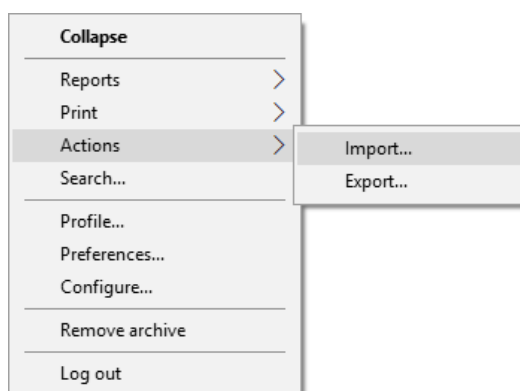 Collapse
Reports
Print
Actions
Search...
Profile...
Preferences...
Configure...
Remove archive
Log out
Import...
Export...